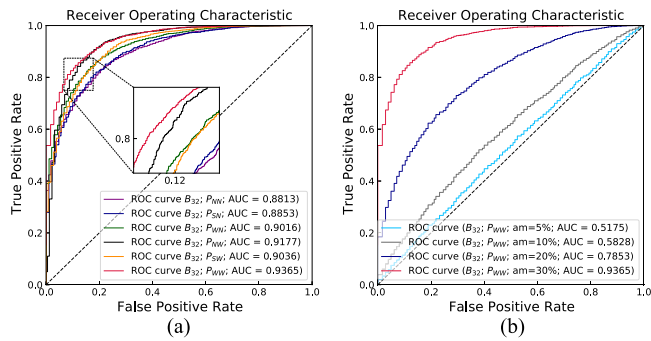 Receiver Operating Characteristic
1.0
0.8
0.6
0.4
0.2
0.0
True Positive Rate
0.8
0.12
ROC curve B32; PNN; AUC = 0.8813)
ROC curve B32; PSN; AUC = 0.8853)
ROC curve B32; PWN; AUC = 0.9016)
ROC curve B32; PNW; AUC = 0.9177)
ROC curve B32; PSW; AUC = 0.9036)
ROC curve B32; PWW; AUC = 0.9365)
0.0 0.2 0.4 0.6 0.8 1.0
False Positive Rate
(a)
Receiver Operating Characteristic
1.0
0.8
0.6
0.4
0.2
0.0
True Positive Rate
ROC curve (B32; PWW; am=5%; AUC = 0.5175)
ROC curve (B32; PWW; am=10%; AUC = 0.5828)
ROC curve (B32; PWW; am=20%; AUC = 0.7853)
ROC curve (B32; PWW; am=30%; AUC = 0.9365)
0.0 0.2 0.4 0.6 0.8 1.0
False Positive Rate
(b)